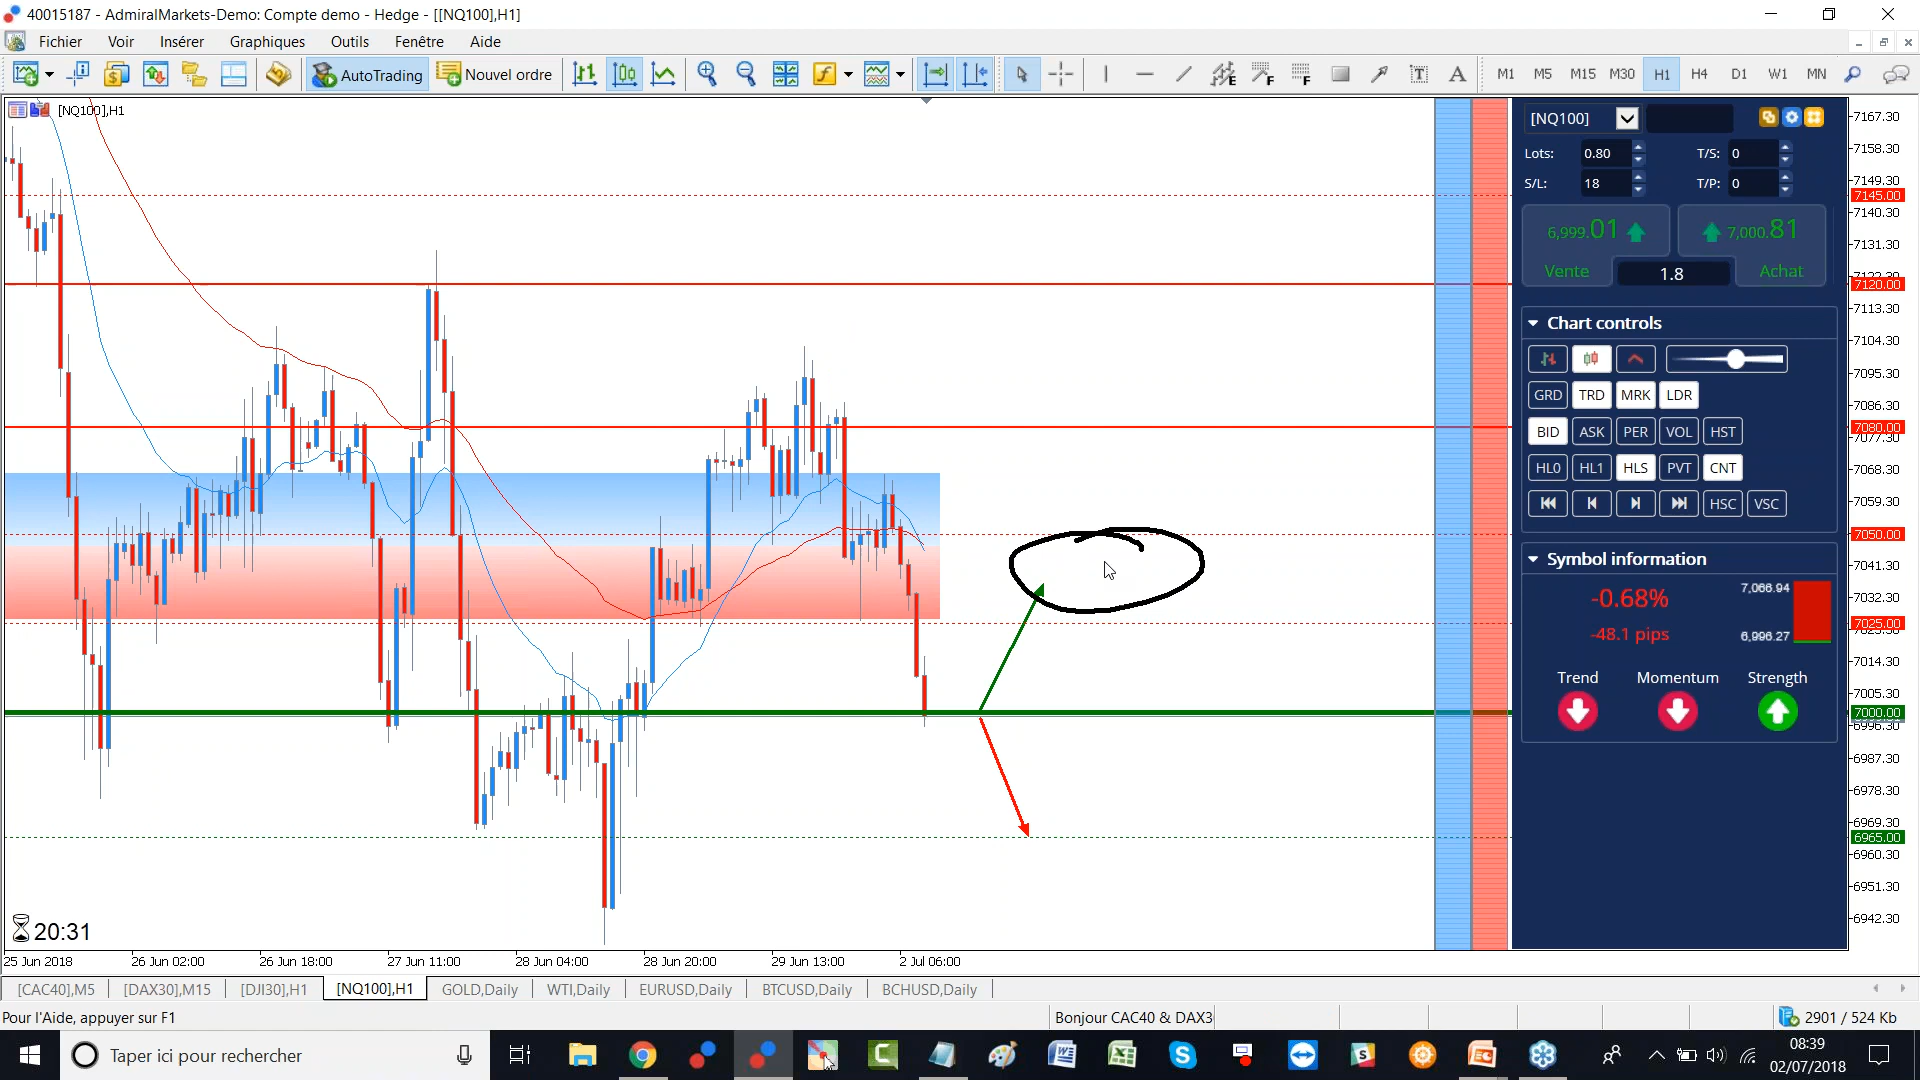 40015187 - AdmiralMarkets-Demo: Compte demo - Hedge - [[NQ100],H1]
Fichier Voir Insérer Graphiques Outils Fenêtre Aide
AutoTrading Nouvel ordre E F F T A M1 M5 M15 M30 H1 H4 D1 W1 MN
[NQ100],H1
7167.30
7158.30
7149.30
7145.00
7140.30
7131.30
7122.30
7120.00
7113.30
7104.30
7095.30
7086.30
7080.00
7077.30
7068.30
7059.30
7050.00
7041.30
7032.30
7025.00
7023.30
7014.30
7005.30
7000.00
6996.30
6987.30
6978.30
6969.30
6965.00
6960.30
6951.30
6942.30
[NQ100]
Lots: 0.80 T/S: 0
S/L: 18 T/P: 0
6,999.01 7,000.81
Vente 1.8 Achat
Chart controls
GRD TRD MRK LDR
BID ASK PER VOL HST
HL0 HL1 HLS PVT CNT
HSC VSC
Symbol information
-0.68% 7,066.94
-48.1 pips 6,996.27
Trend Momentum Strength
20:31
25 Jun 2018 26 Jun 02:00 26 Jun 18:00 27 Jun 11:00 28 Jun 04:00 28 Jun 20:00 29 Jun 13:00 2 Jul 06:00
[CAC40],M5 [DAX30],M15 [DJI30],H1 [NQ100],H1 GOLD,Daily WTI,Daily EURUSD,Daily BTCUSD,Daily BCHUSD,Daily
Pour l'Aide, appuyer sur F1 Bonjour CAC40 & DAX3 2901 / 524 Kb
Taper ici pour rechercher
08:39
02/07/2018